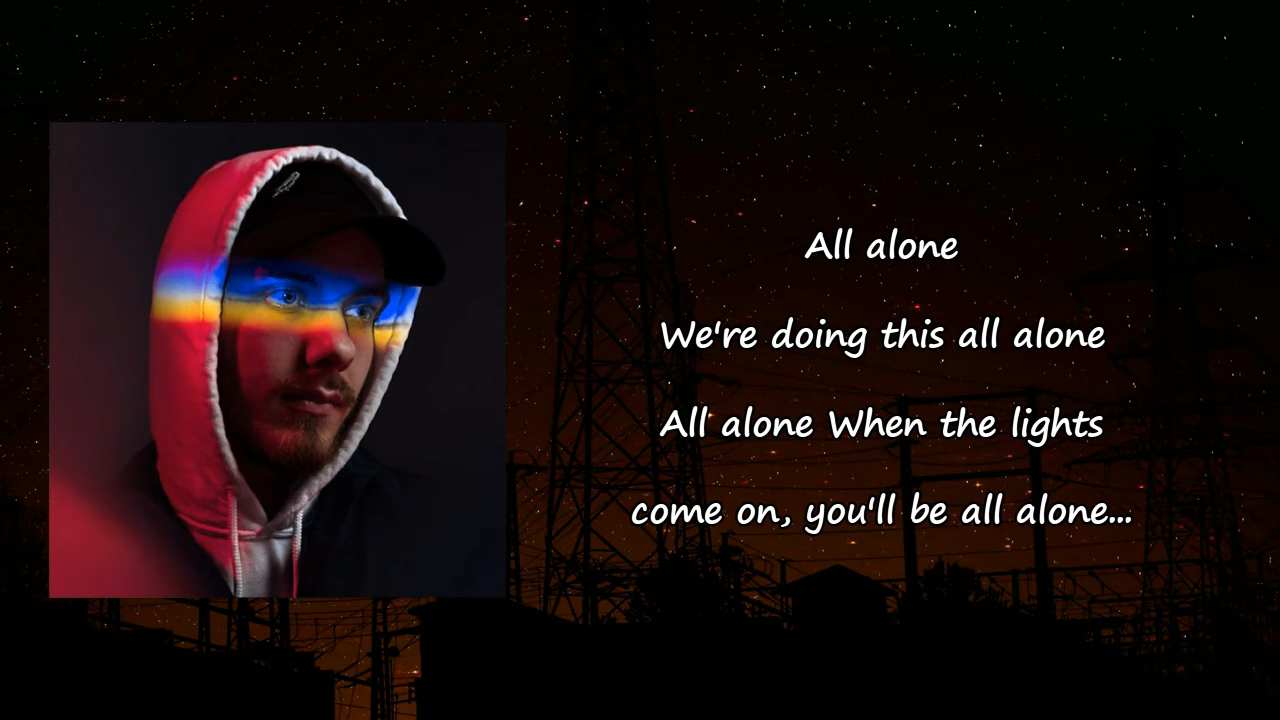 All alone
We're doing this all alone
All alone When the lights
come on, you'll be all alone...